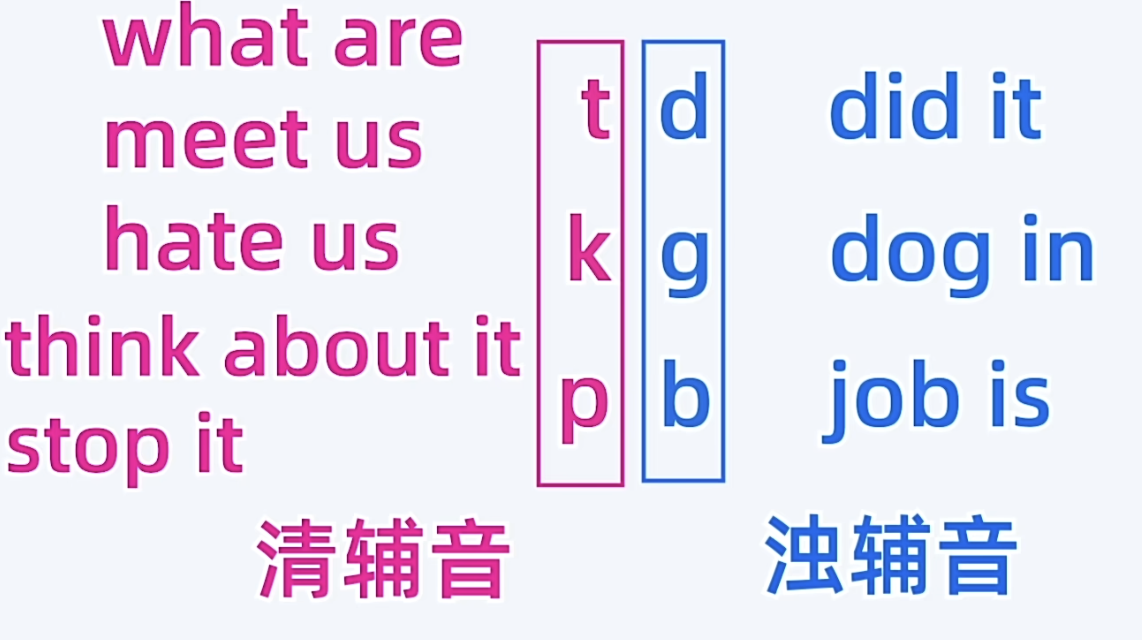 what are
meet us
hate us
think about it
stop it
t
k
p
d
g
b
did it
dog in
job is
清辅音
浊辅音